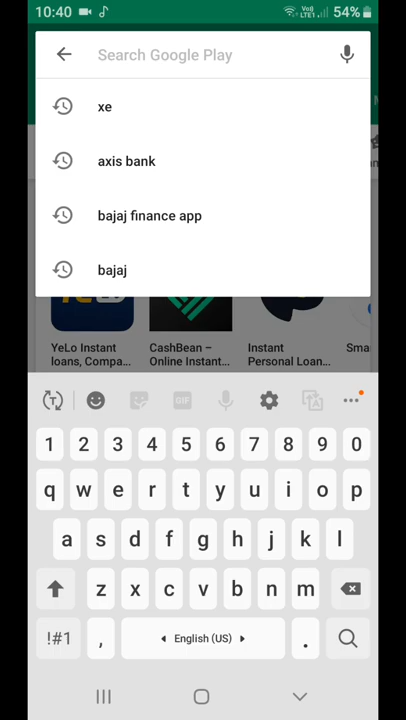 10:40
Vo))
LTE1
54%
Search Google Play
xe
axis bank
bajaj finance app
bajaj
YeLo Instant
loans, Compa...
CashBean –
Online Instant...
Instant
Personal Loan...
Sma
T
GIF
1 2 3 4 5 6 7 8 9 0
q w e r t y u i o p
a s d f g h j k l
z x c v b n m
!#1 , English (US) .